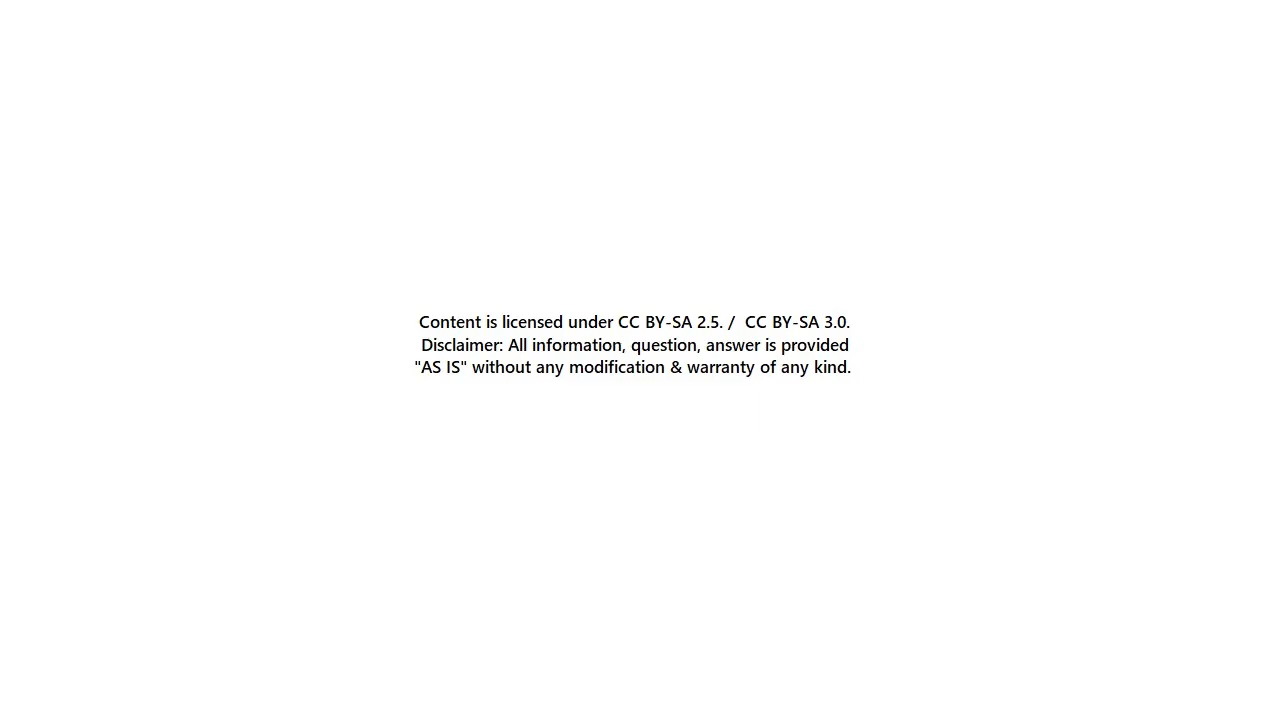 Content is licensed under CC BY-SA 2.5. /  CC BY-SA 3.0.
Disclaimer: All information, question, answer is provided
"AS IS" without any modification & warranty of any kind.